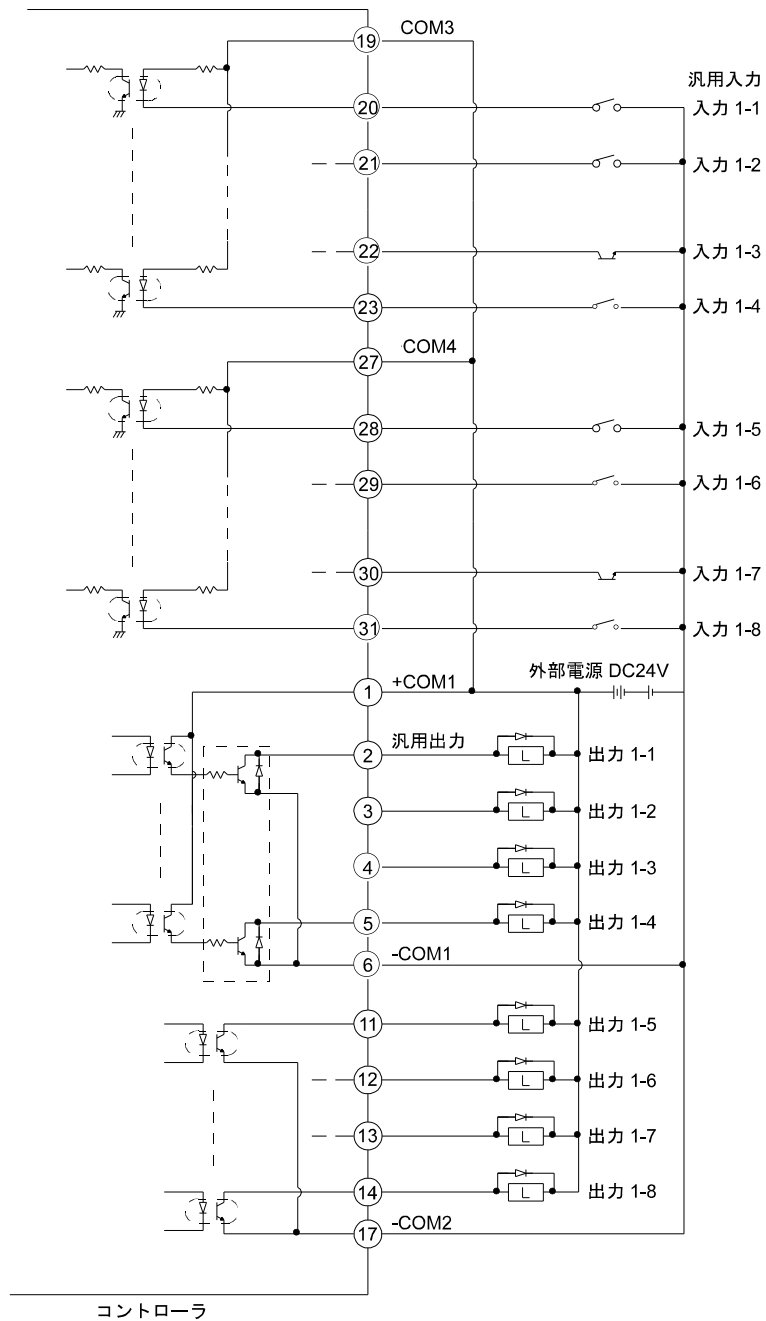 19 COM3
汎用入力
20 入力 1-1
21 入力 1-2
22 入力 1-3
23 入力 1-4
27 COM4
28 入力 1-5
29 入力 1-6
30 入力 1-7
31 入力 1-8
外部電源 DC24V
1 +COM1
2 汎用出力 L 出力 1-1
3 L 出力 1-2
4 L 出力 1-3
5 L 出力 1-4
6 -COM1
11 L 出力 1-5
12 L 出力 1-6
13 L 出力 1-7
14 L 出力 1-8
17 -COM2
コントローラ